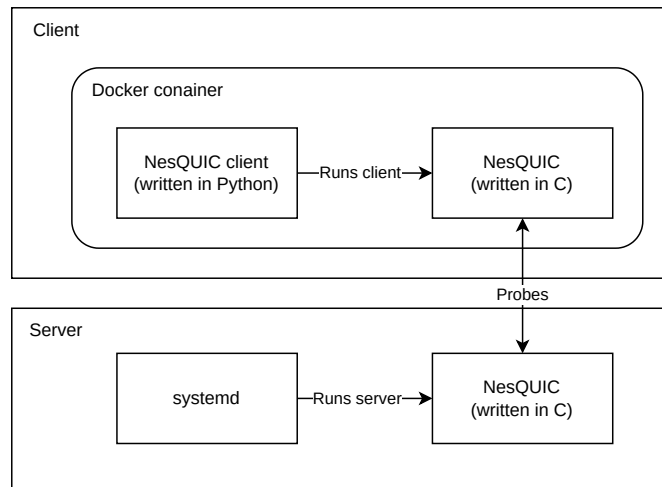 Client
Docker conainer
NesQUIC client
(written in Python)
Runs client
NesQUIC
(written in C)
Probes
Server
systemd
Runs server
NesQUIC
(written in C)